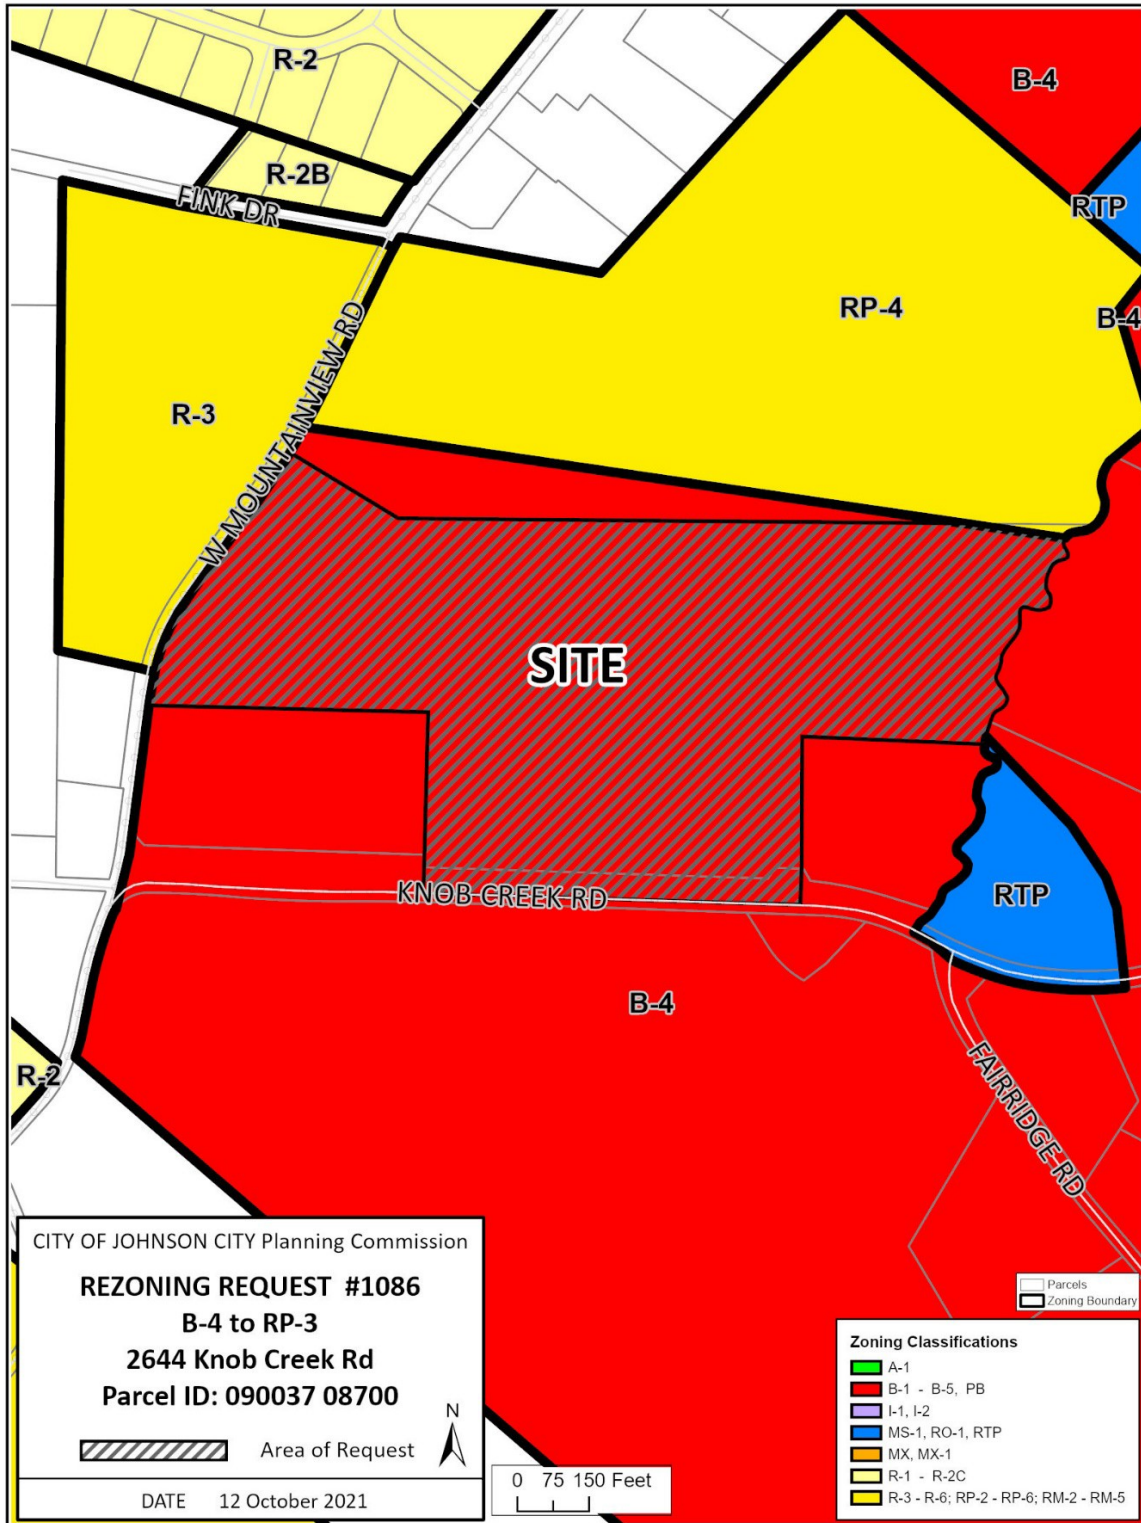 R-2
B-4
R-2B
FINK DR
RTP
RP-4
B-4
W MOUNTAINVIEW RD
R-3
SITE
KNOB CREEK RD
RTP
B-4
R-2
FAIRRIDGE RD
CITY OF JOHNSON CITY Planning Commission
REZONING REQUEST #1086
B-4 to RP-3
2644 Knob Creek Rd
Parcel ID: 090037 08700
N
Area of Request
DATE 12 October 2021
0 75 150 Feet
Parcels
Zoning Boundary
Zoning Classifications
A-1
B-1 - B-5, PB
I-1, I-2
MS-1, RO-1, RTP
MX, MX-1
R-1 - R-2C
R-3 - R-6; RP-2 - RP-6; RM-2 - RM-5